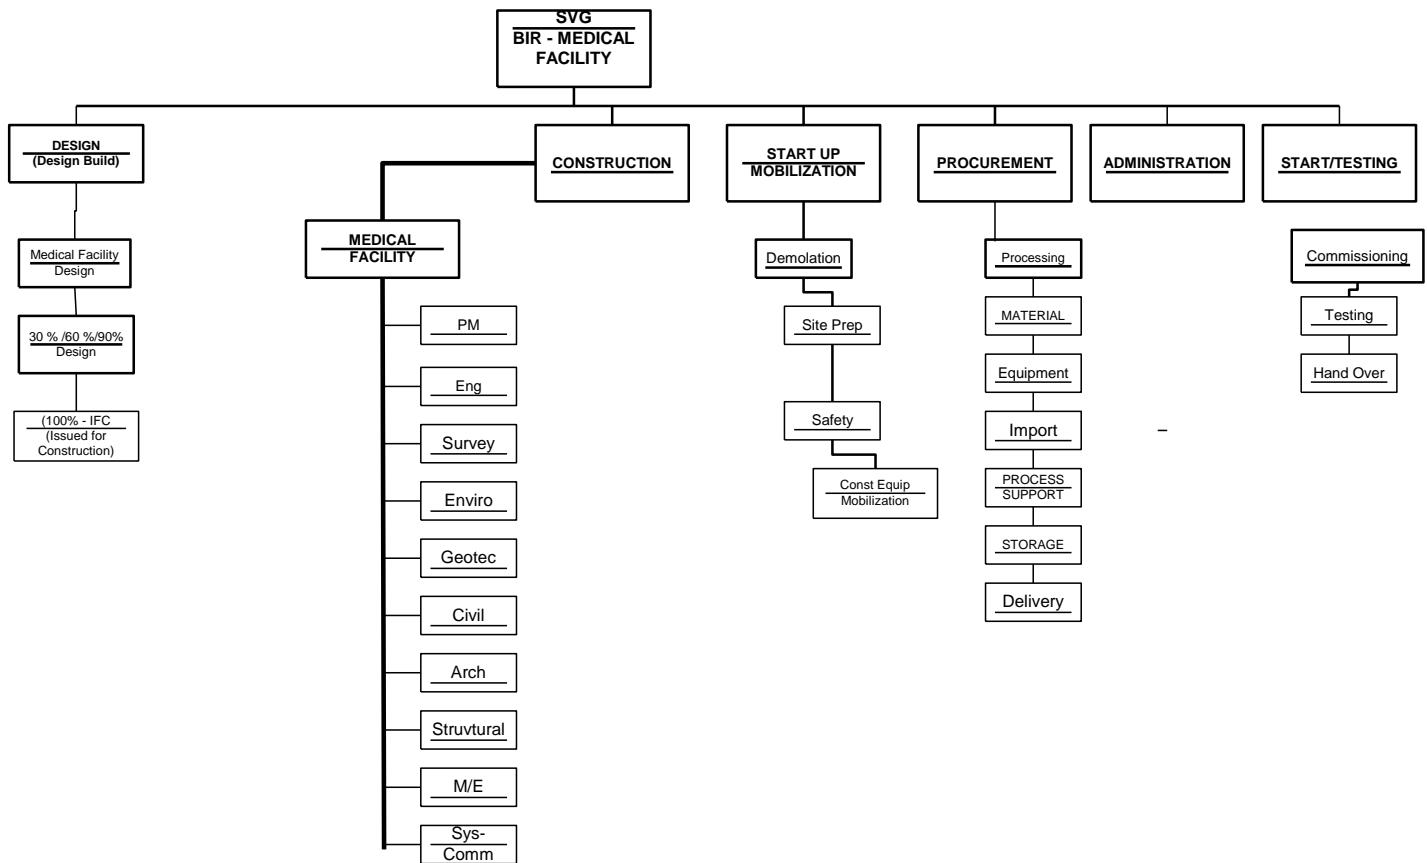 SVG
BIR - MEDICAL
FACILITY
DESIGN
(Design Build)
CONSTRUCTION
START UP
MOBILIZATION
PROCUREMENT
ADMINISTRATION
START/TESTING
Medical Facility
Design
30 % /60 %/90%
Design
(100% - IFC
(Issued for
Construction)
MEDICAL
FACILITY
PM
Eng
Survey
Enviro
Geotec
Civil
Arch
Struvtural
M/E
Sys-
Comm
Demolation
Site Prep
Safety
Const Equip
Mobilization
Processing
MATERIAL
Equipment
Import
PROCESS
SUPPORT
STORAGE
Delivery
–
Commissioning
Testing
Hand Over